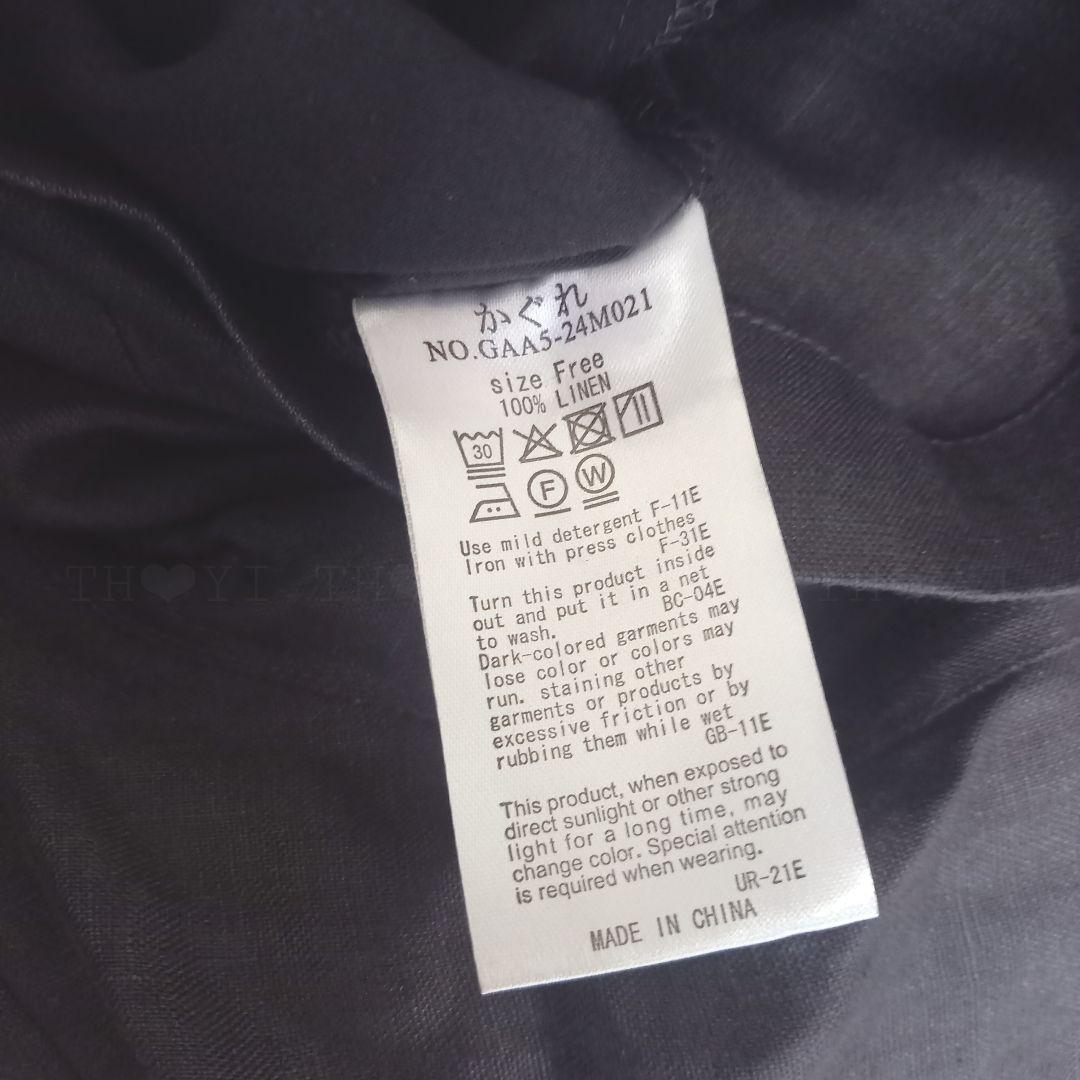 かぐれ
NO.GAA5-24M021
size Free
100% LINEN
30
F W
Use mild detergent F-11E
Iron with press clothes
F-31E
Turn this product inside
out and put it in a net
to wash.
BC-04E
Dark-colored garments may
lose color or colors may
run. staining other
garments or products by
excessive friction or by
rubbing them while wet
GB-11E
This product, when exposed to
direct sunlight or other strong
light for a long time, may
change color. Special attention
is required when wearing.
UR-21E
MADE IN CHINA